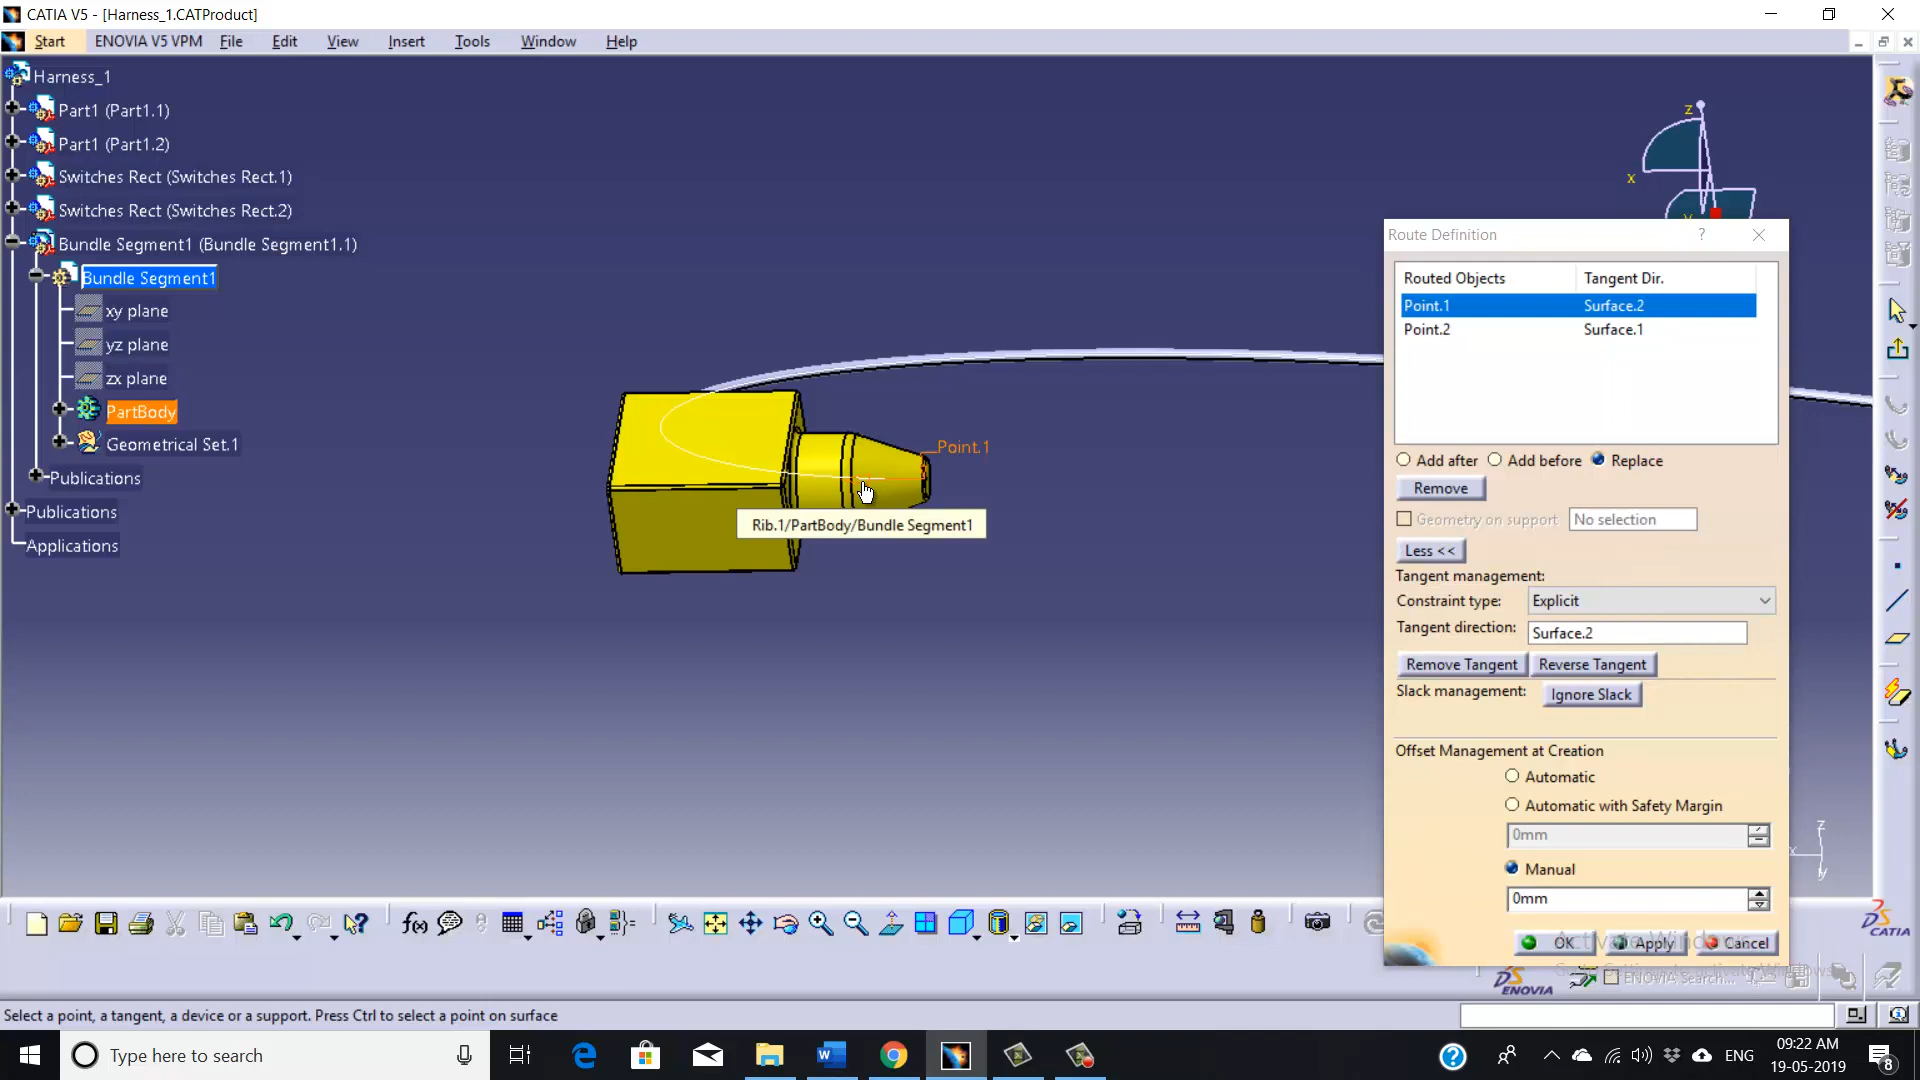 CATIA V5 - [Harness_1.CATProduct]
Start ENOVIA V5 VPM File Edit View Insert Tools Window Help
Harness_1
Part1 (Part1.1)
Part1 (Part1.2)
Switches Rect (Switches Rect.1)
Switches Rect (Switches Rect.2)
Bundle Segment1 (Bundle Segment1.1)
Bundle Segment1
xy plane
yz plane
zx plane
PartBody
Geometrical Set.1
Publications
Publications
Applications
z
x
Point.1
Rib.1/PartBody/Bundle Segment1
Route Definition ?
Routed Objects Tangent Dir.
Point.1 Surface.2
Point.2 Surface.1
Add after Add before Replace
Remove
Geometry on support No selection
Less <<
Tangent management:
Constraint type: Explicit
Tangent direction: Surface.2
Remove Tangent Reverse Tangent
Slack management: Ignore Slack
Offset Management at Creation
Automatic
Automatic with Safety Margin
0mm
Manual
0mm
OK Apply Cancel
Activate Windows
z
x
y
f(x)
DS CATIA
DS ENOVIA
ENOVIA Search...
Select a point, a tangent, a device or a support. Press Ctrl to select a point on surface
Type here to search
ENG
09:22 AM
19-05-2019
8